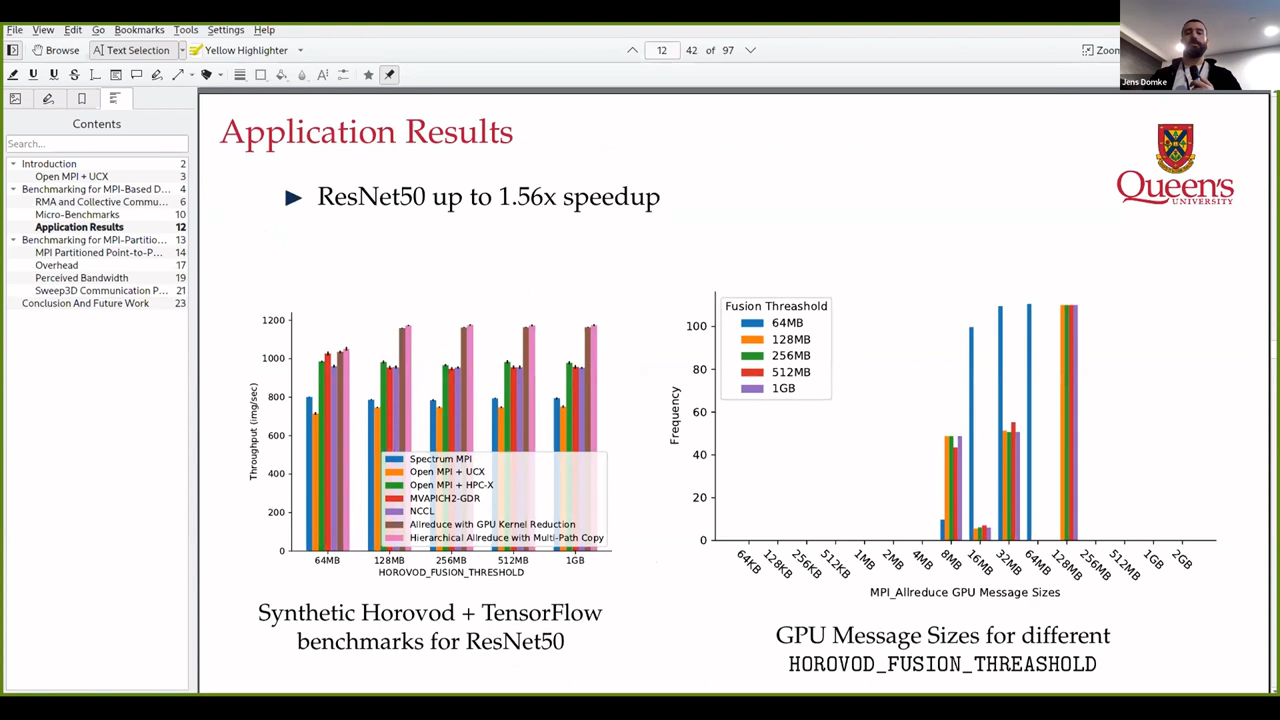 File View Edit Go Bookmarks Tools Settings Help
Browse Text Selection Yellow Highlighter 12 42 of 97 Zoom
Jens Domke
Contents
Search...
Introduction 2
Open MPI + UCX 3
Benchmarking for MPI-Based D... 4
RMA and Collective Commu... 6
Micro-Benchmarks 10
Application Results 12
Benchmarking for MPI-Partitio... 13
MPI Partitioned Point-to-P... 14
Overhead 17
Perceived Bandwidth 19
Sweep3D Communication P... 21
Conclusion And Future Work 23
Application Results
Queen's
UNIVERSITY
► ResNet50 up to 1.56x speedup
Throughput (img/sec)
1200
1000
800
600
400
200
0
Spectrum MPI
Open MPI + UCX
Open MPI + HPC-X
MVAPICH2-GDR
NCCL
Allreduce with GPU Kernel Reduction
Hierarchical Allreduce with Multi-Path Copy
64MB 128MB 256MB 512MB 1GB
HOROVOD_FUSION_THRESHOLD
Synthetic Horovod + TensorFlow
benchmarks for ResNet50
Fusion Threashold
64MB
128MB
256MB
512MB
1GB
Frequency
100
80
60
40
20
0
64KB 128KB 256KB 512KB 1MB 2MB 4MB 8MB 16MB 32MB 64MB 128MB 256MB 512MB 1GB 2GB
MPI_Allreduce GPU Message Sizes
GPU Message Sizes for different
HOROVOD_FUSION_THREASHOLD